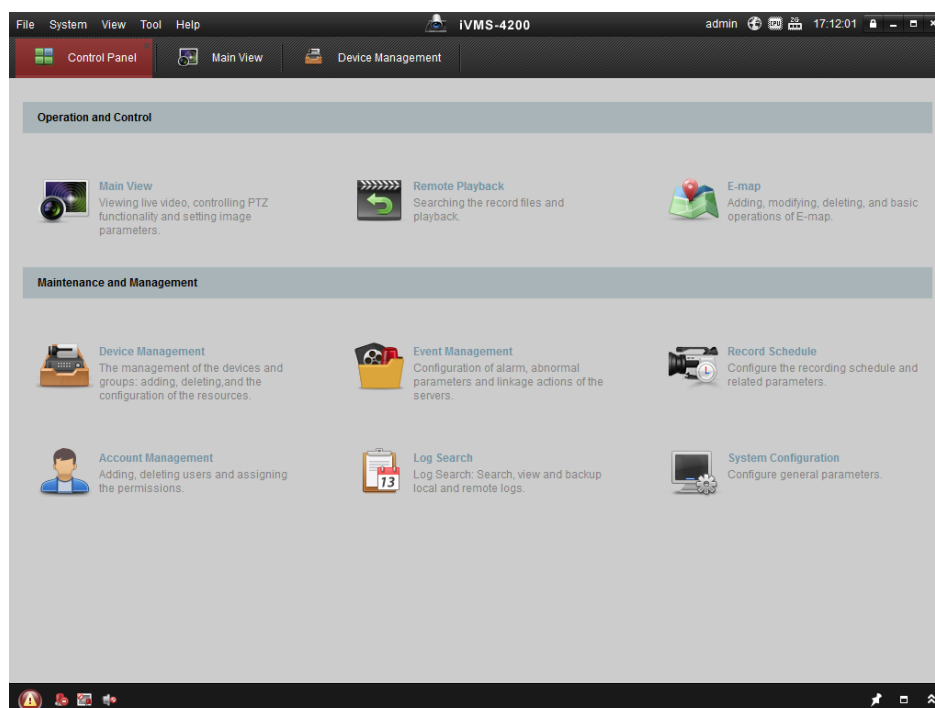 File System View Tool Help iVMS-4200 admin 17:12:01
Control Panel Main View Device Management
Operation and Control
Main View
Viewing live video, controlling PTZ
functionality and setting image
parameters.
Remote Playback
Searching the record files and
playback.
E-map
Adding, modifying, deleting, and basic
operations of E-map.
Maintenance and Management
Device Management
The management of the devices and
groups: adding, deleting,and the
configuration of the resources.
Event Management
Configuration of alarm, abnormal
parameters and linkage actions of the
servers.
Record Schedule
Configure the recording schedule and
related parameters.
Account Management
Adding, deleting users and assigning
the permissions.
13
Log Search
Log Search: Search, view and backup
local and remote logs.
System Configuration
Configure general parameters.